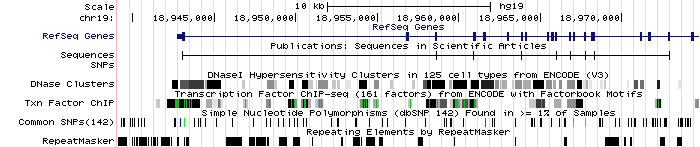 Scale 10 kb hg19
chr19: 18,945,000 18,950,000 18,955,000 18,960,000 18,965,000 18,970,000
RefSeq Genes
RefSeq Genes
Publications: Sequences in Scientific Articles
Sequences
SNPs
DNaseI Hypersensitivity Clusters in 125 cell types from ENCODE (V3)
DNase Clusters
Transcription Factor ChIP-seq (161 factors) from ENCODE with Factorbook Motifs
Txn Factor ChIP
Simple Nucleotide Polymorphisms (dbSNP 142) Found in >= 1% of Samples
Common SNPs(142)
Repeating Elements by RepeatMasker
RepeatMasker